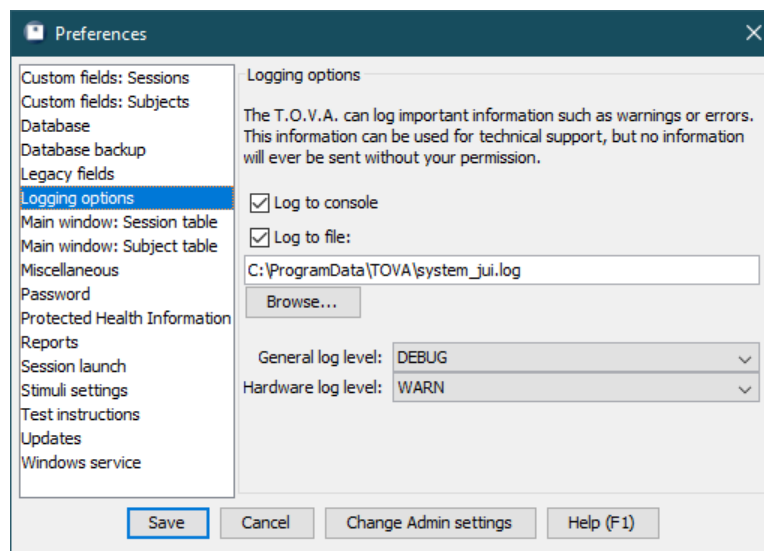 Preferences
Custom fields: Sessions
Custom fields: Subjects
Database
Database backup
Legacy fields
Logging options
Main window: Session table
Main window: Subject table
Miscellaneous
Password
Protected Health Information
Reports
Session launch
Stimuli settings
Test instructions
Updates
Windows service
Logging options
The T.O.V.A. can log important information such as warnings or errors.
This information can be used for technical support, but no information
will ever be sent without your permission.
Log to console
Log to file:
C:\ProgramData\TOVA\system_jui.log
Browse...
General log level: DEBUG
Hardware log level: WARN
Save Cancel Change Admin settings Help (F1)